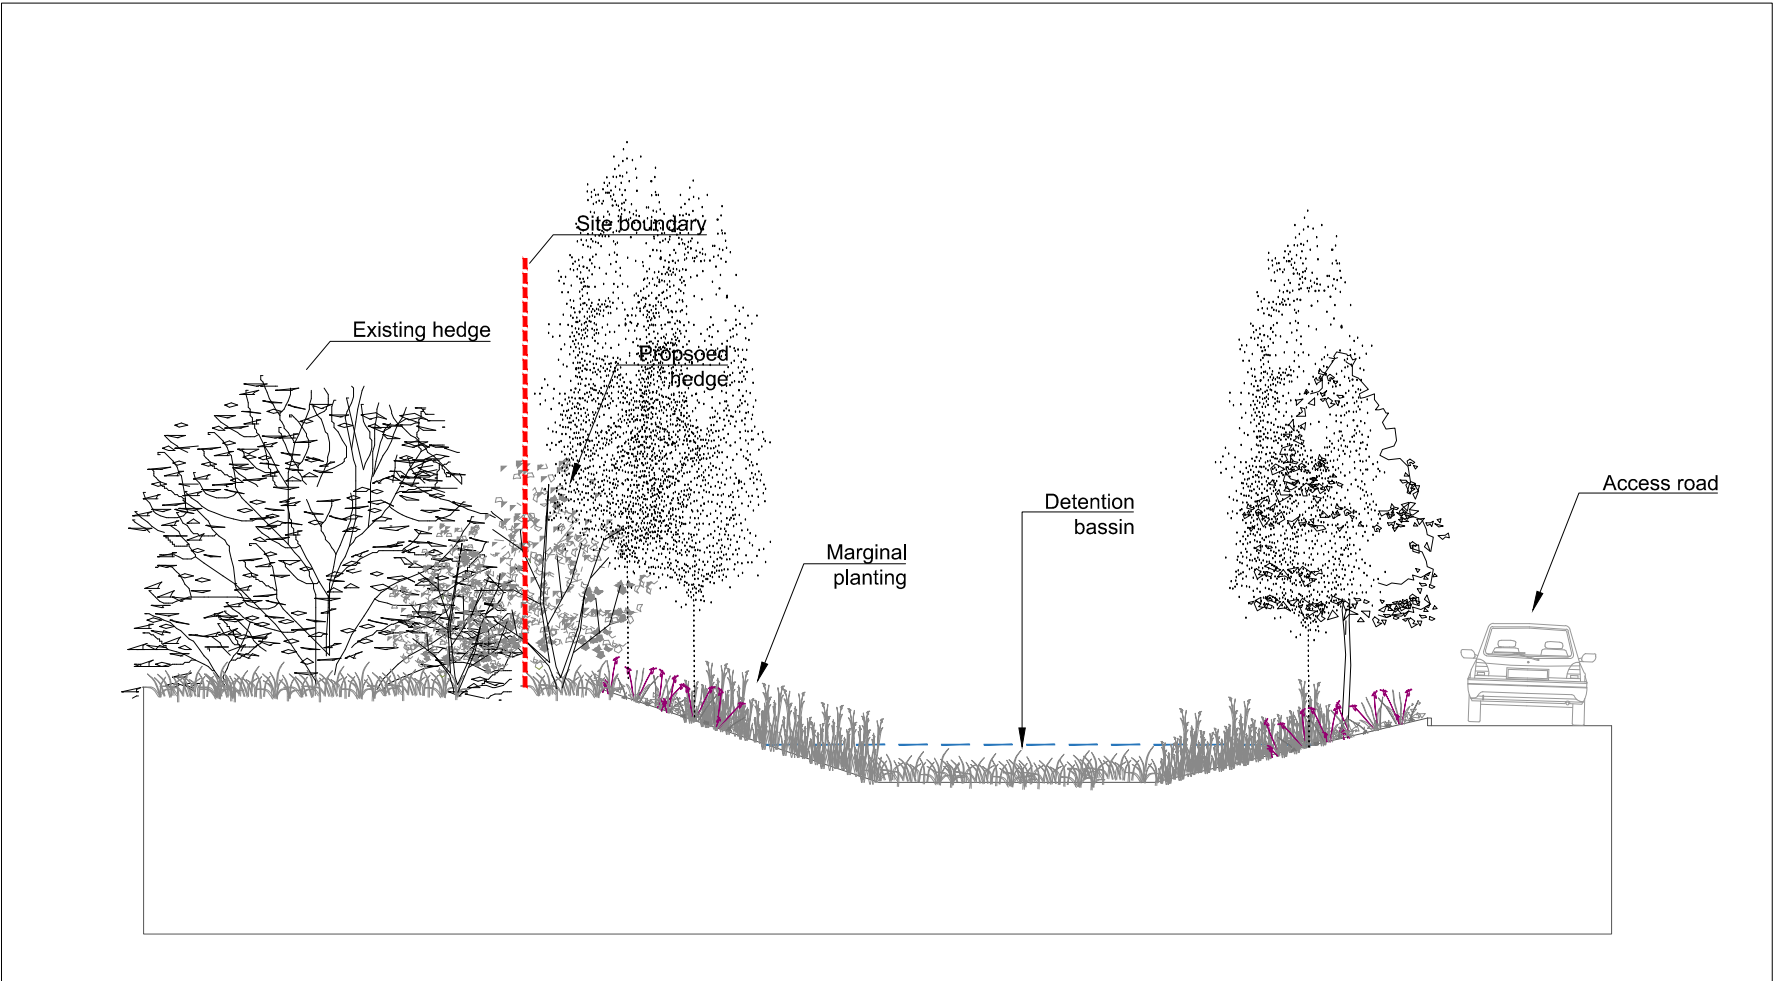 Site boundary
Existing hedge
Propsoed
hedge
Access road
Detention
bassin
Marginal
planting